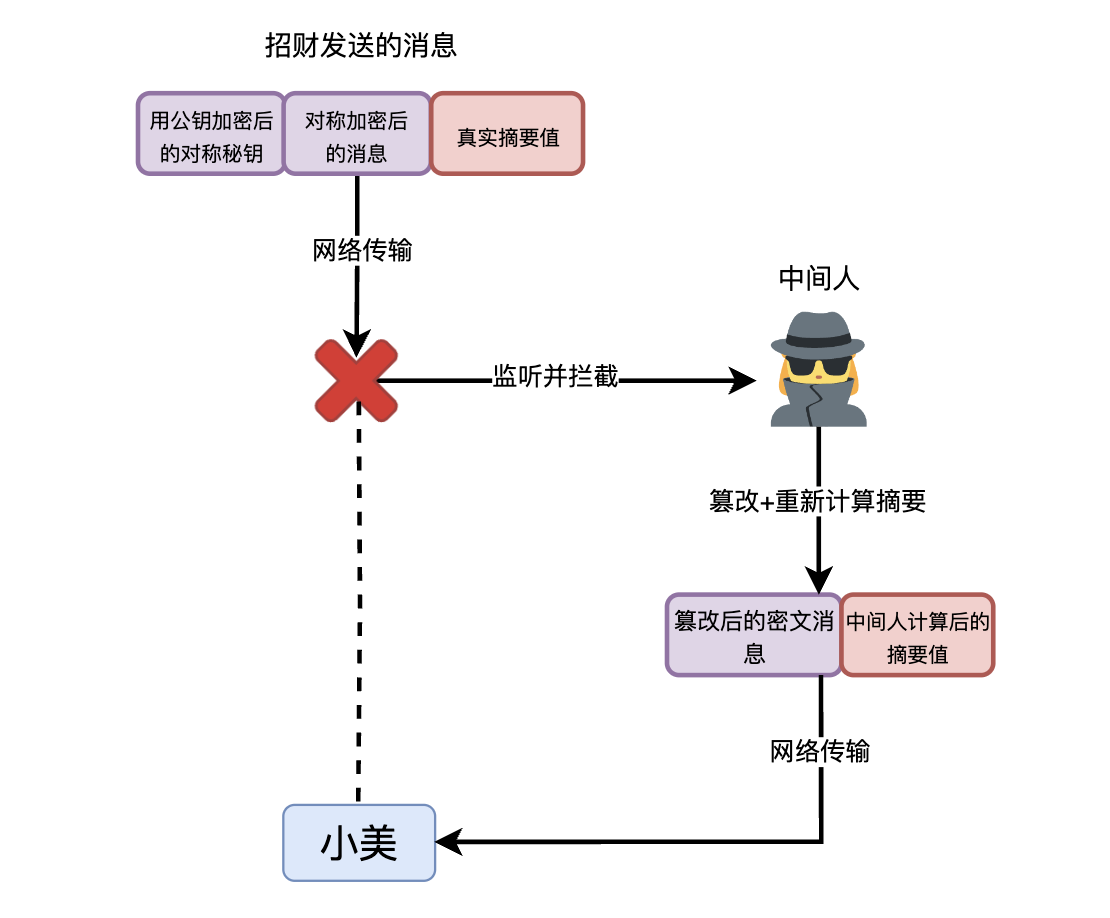 招财发送的消息
用公钥加密后
的对称秘钥
对称加密后
的消息
真实摘要值
网络传输
中间人
监听并拦截
篡改+重新计算摘要
篡改后的密文消
息
中间人计算后的
摘要值
网络传输
小美